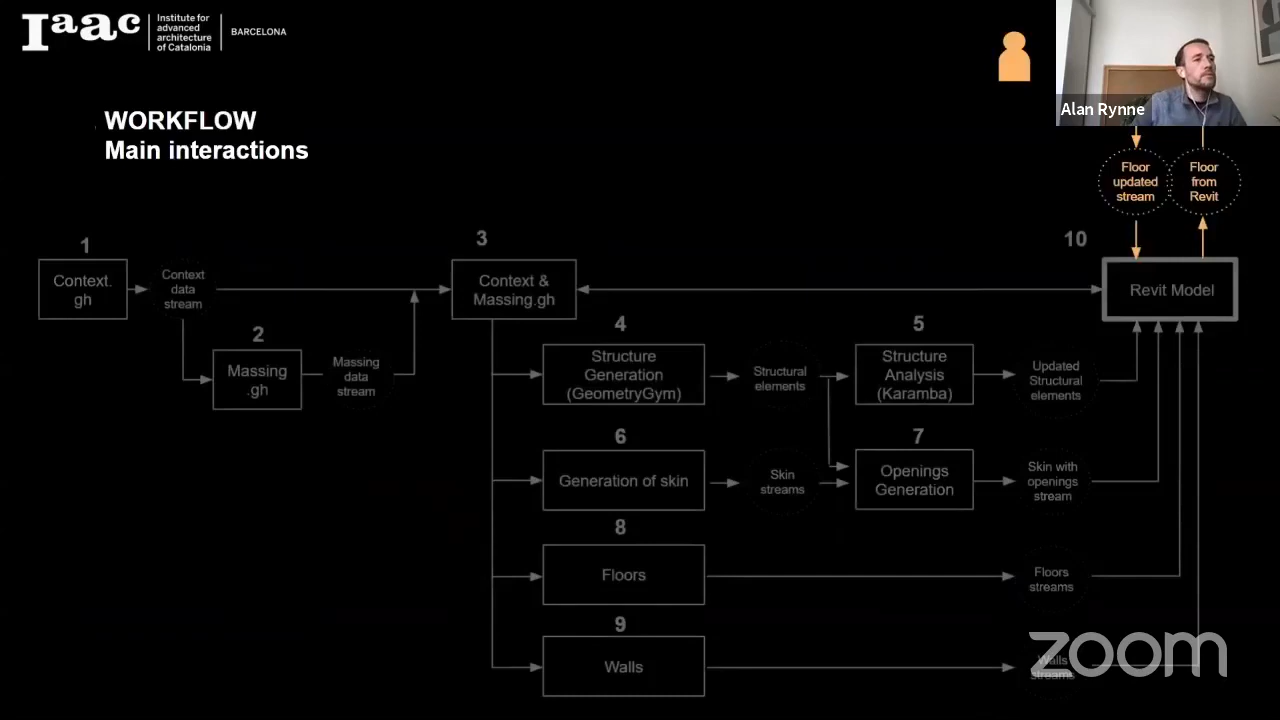 Iaac
Institute for
advanced
architecture
of Catalonia
BARCELONA
Alan Rynne
WORKFLOW
Main interactions
Floor
updated
stream
Floor
from
Revit
1
3
10
Context.
gh
Context
data
stream
Context &
Massing.gh
Revit Model
2
4
5
Massing
.gh
Massing
data
stream
Structure
Generation
(GeometryGym)
Structural
elements
Structure
Analysis
(Karamba)
Updated
Structural
elements
6
7
Generation of skin
Skin
streams
Openings
Generation
Skin with
openings
stream
8
Floors
Floors
streams
9
Walls
Walls
streams
zoom